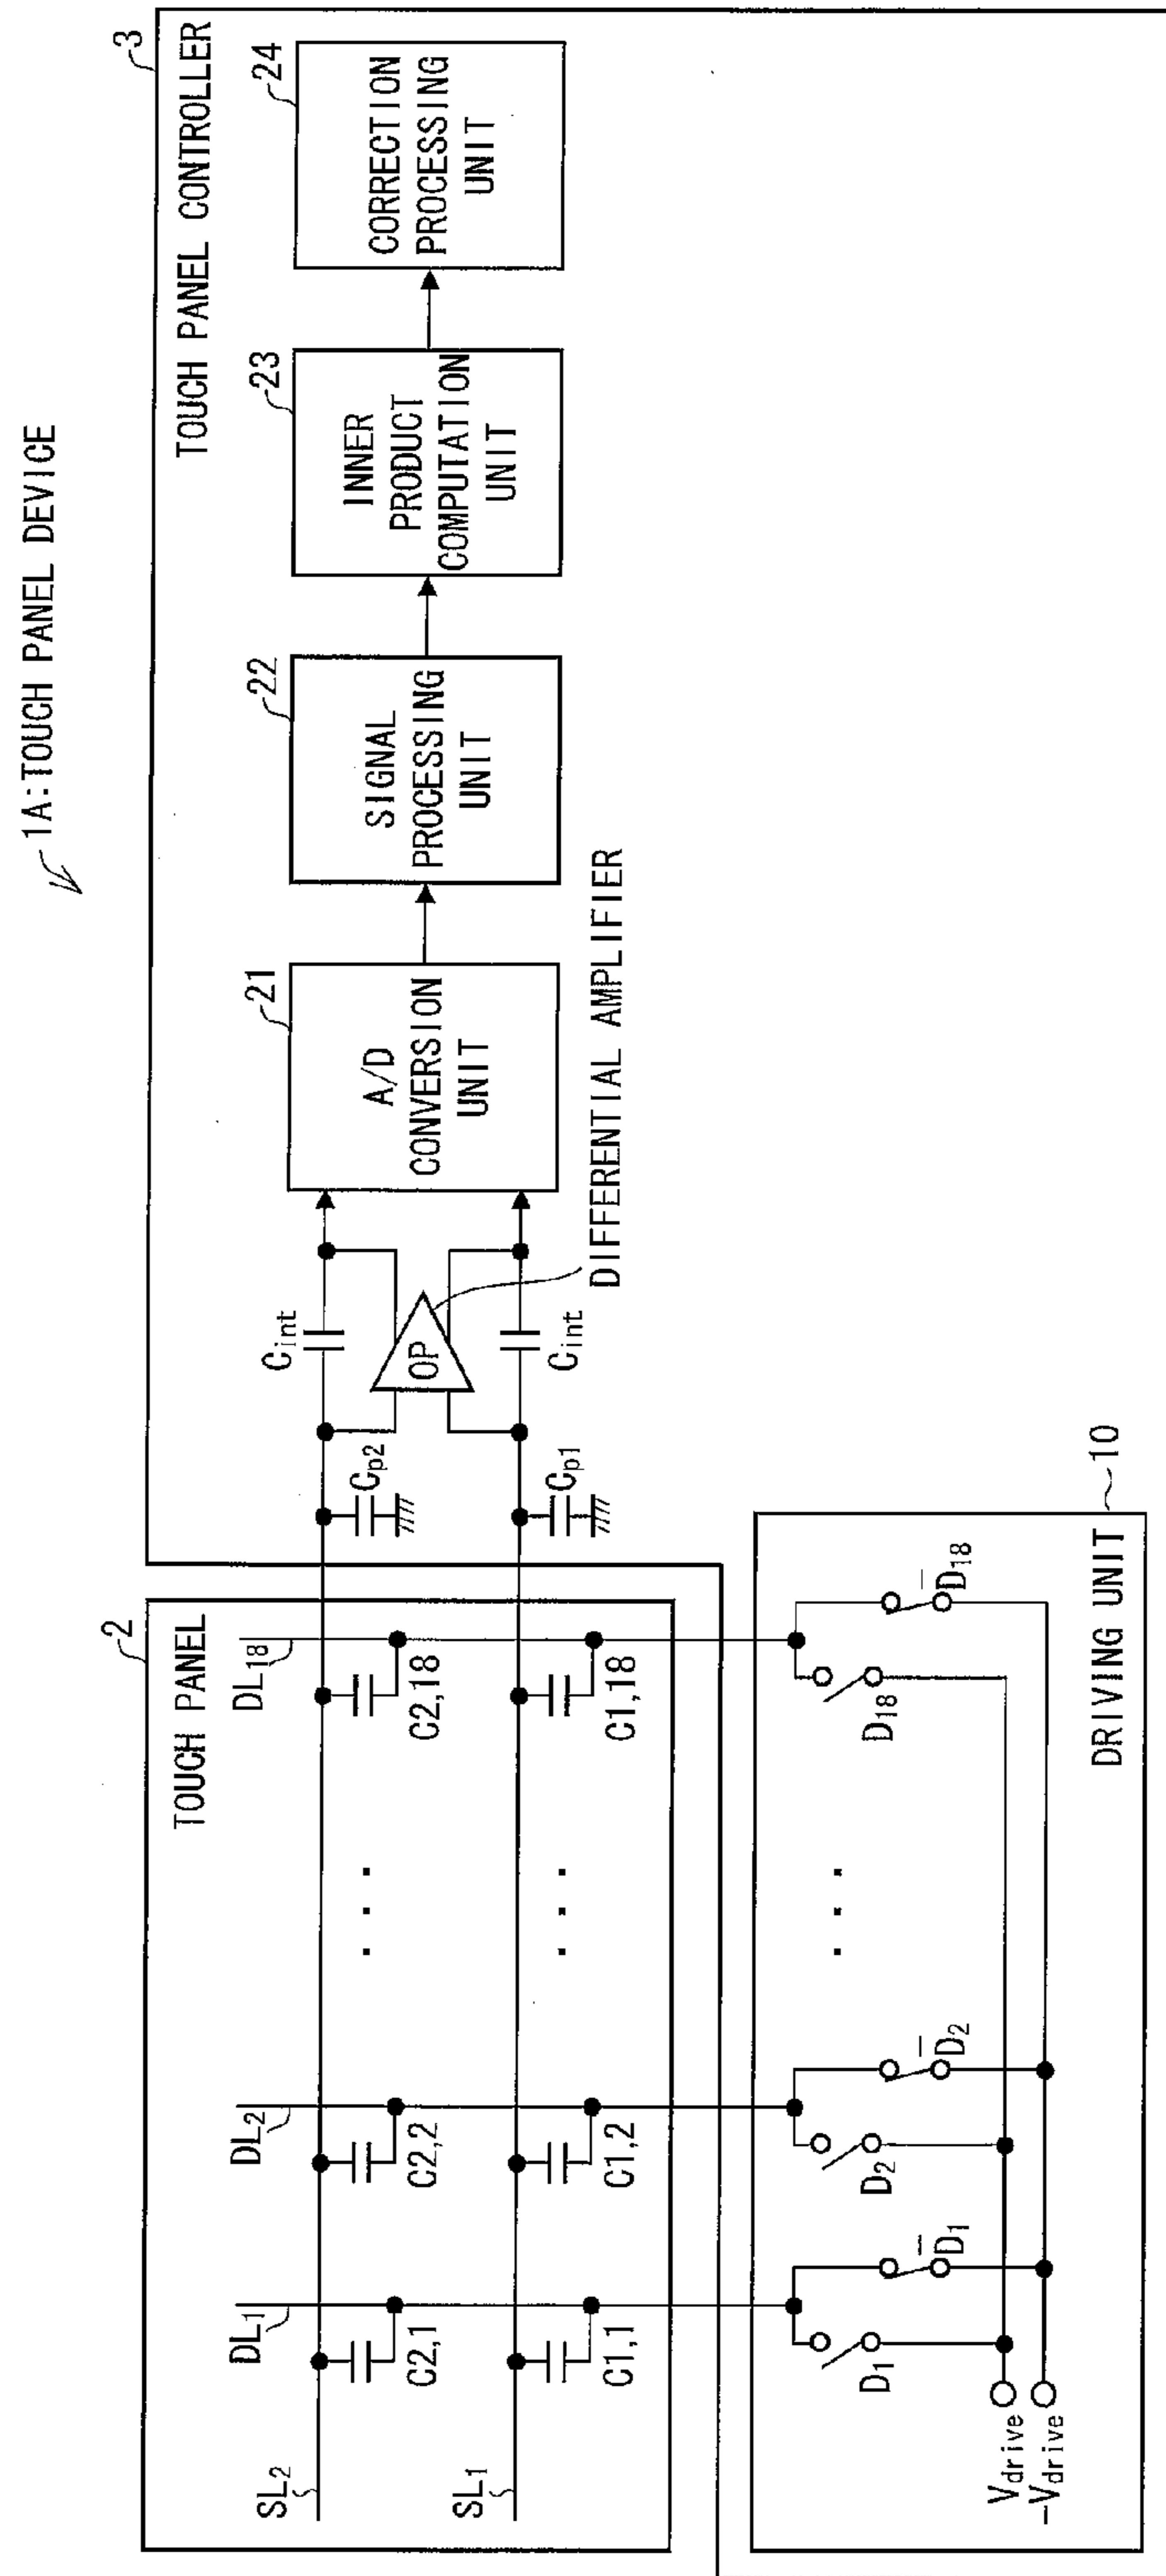 1A:TOUCH PANEL DEVICE
3
TOUCH PANEL CONTROLLER
2
TOUCH PANEL
DL1
DL2
DL18
SL2
C2,1
C2,2
. . .
C2,18
SL1
C1,1
C1,2
. . .
C1,18
Cp2
Cp1
Cint
OP
Cint
DIFFERENTIAL AMPLIFIER
21
A/D
CONVERSION
UNIT
22
SIGNAL
PROCESSING
UNIT
23
INNER
PRODUCT
COMPUTATION
UNIT
24
CORRECTION
PROCESSING
UNIT
D1
D̅1
D2
D̅2
. . .
D18
D̅18
Vdrive
-Vdrive
DRIVING UNIT
10